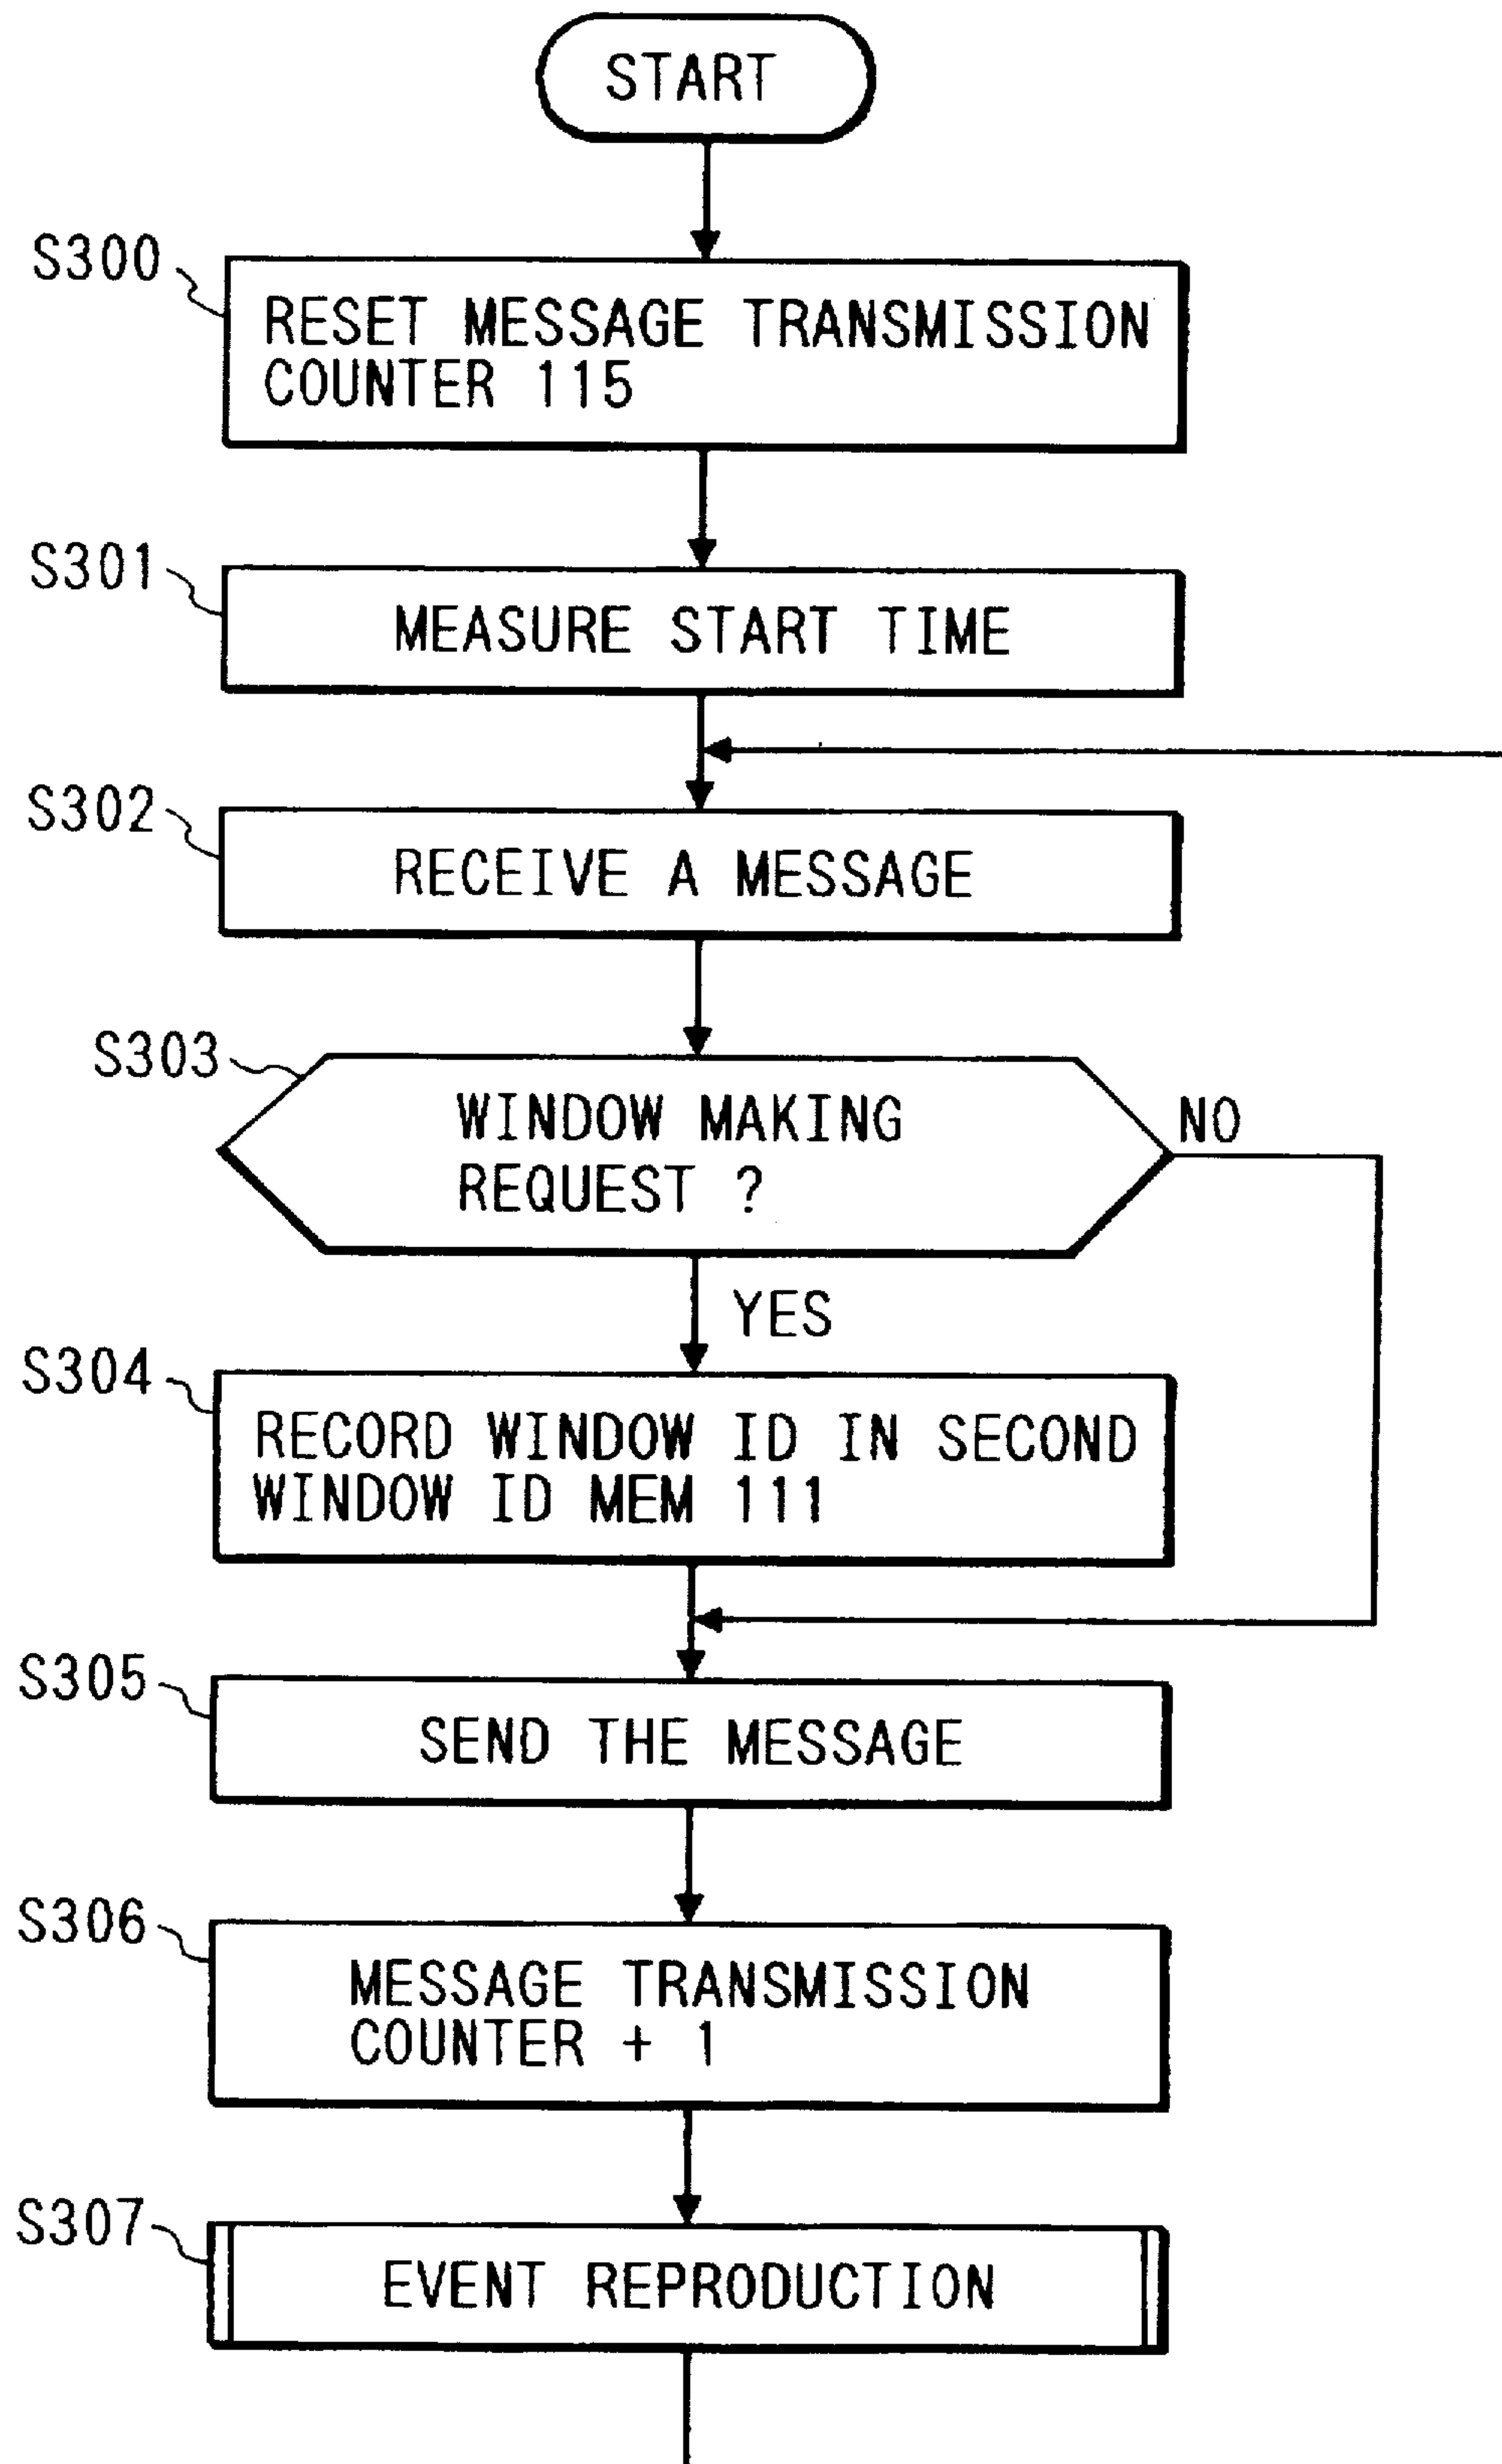 START
S300
RESET MESSAGE TRANSMISSION
COUNTER 115
S301
MEASURE START TIME
S302
RECEIVE A MESSAGE
S303
WINDOW MAKING
REQUEST ?
NO
YES
S304
RECORD WINDOW ID IN SECOND
WINDOW ID MEM 111
S305
SEND THE MESSAGE
S306
MESSAGE TRANSMISSION
COUNTER + 1
S307
EVENT REPRODUCTION